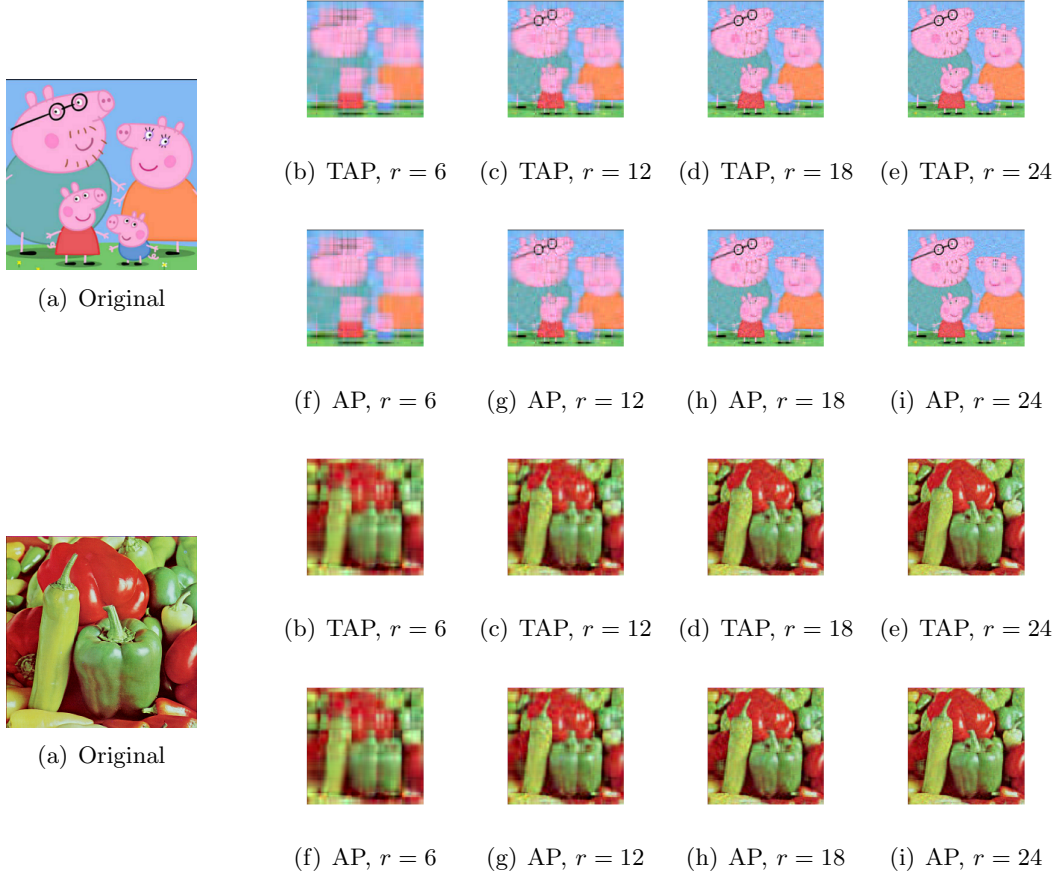 (b) TAP, r = 6 (c) TAP, r = 12 (d) TAP, r = 18 (e) TAP, r = 24
(a) Original
(f) AP, r = 6 (g) AP, r = 12 (h) AP, r = 18 (i) AP, r = 24
(b) TAP, r = 6 (c) TAP, r = 12 (d) TAP, r = 18 (e) TAP, r = 24
(a) Original
(f) AP, r = 6 (g) AP, r = 12 (h) AP, r = 18 (i) AP, r = 24